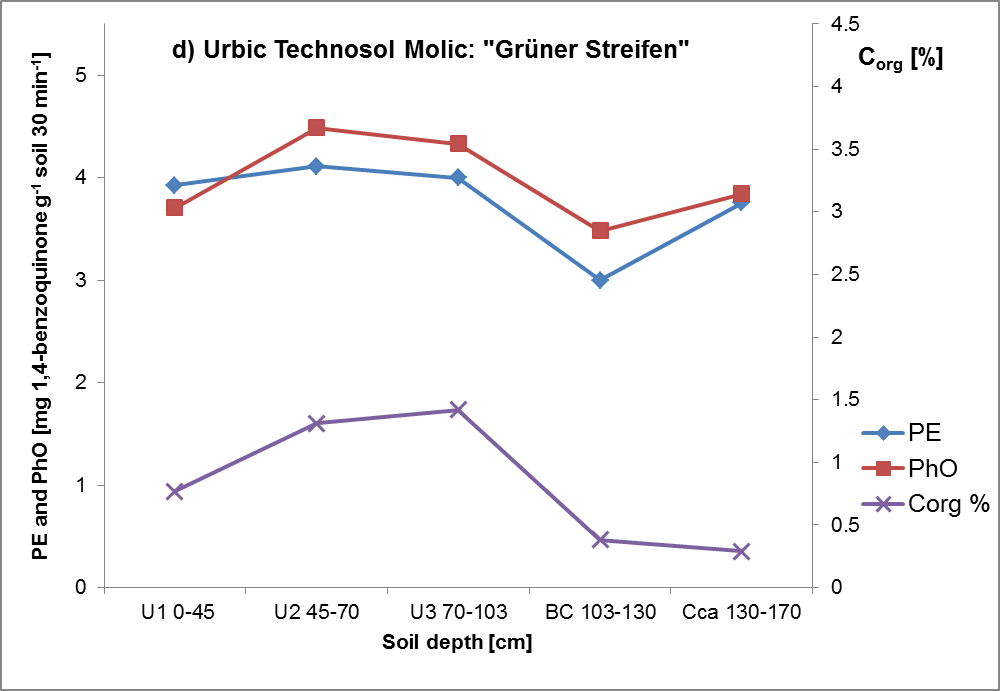 d) Urbic Technosol Molic: "Grüner Streifen"
PE and PhO [mg 1,4-benzoquinone g-1 soil 30 min-1]
5
4
3
2
1
0
Corg [%]
4.5
4
3.5
3
2.5
2
1.5
1
0.5
0
PE
PhO
Corg %
U1 0-45 U2 45-70 U3 70-103 BC 103-130 Cca 130-170
Soil depth [cm]